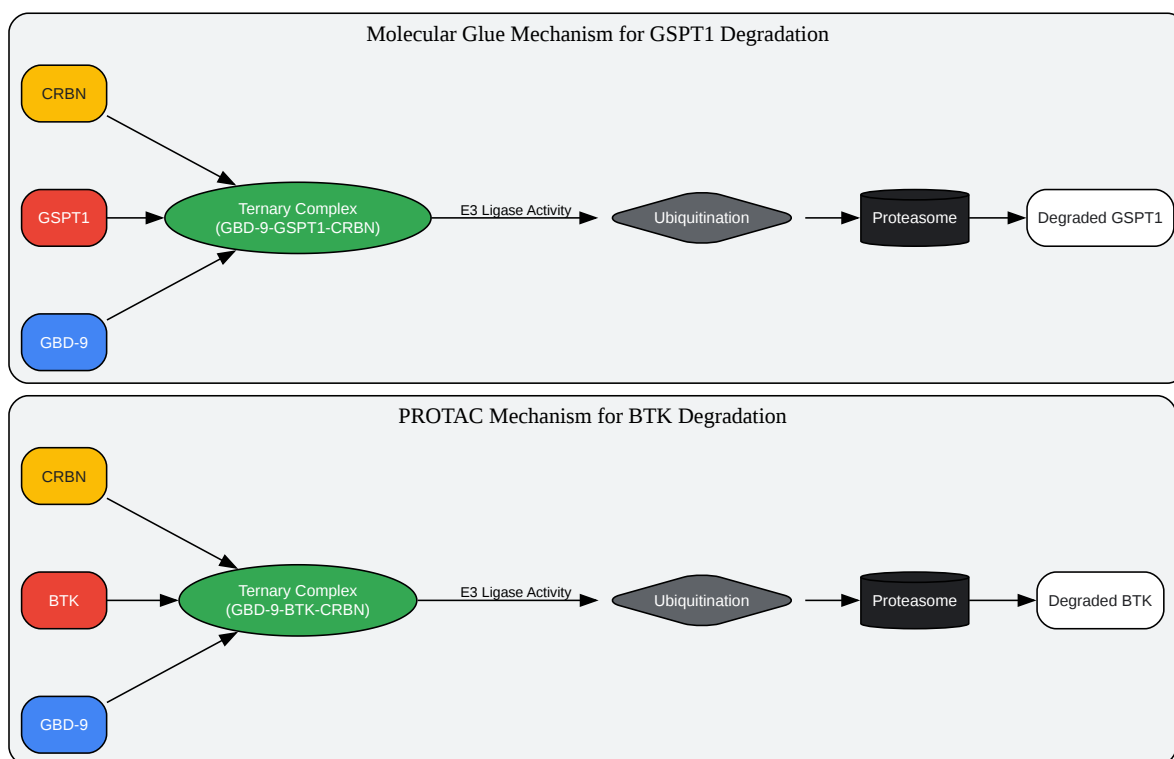 Molecular Glue Mechanism for GSPT1 Degradation
CRBN
GSPT1
GBD-9
Ternary Complex
(GBD-9-GSPT1-CRBN)
E3 Ligase Activity
Ubiquitination
Proteasome
Degraded GSPT1
PROTAC Mechanism for BTK Degradation
CRBN
BTK
GBD-9
Ternary Complex
(GBD-9-BTK-CRBN)
E3 Ligase Activity
Ubiquitination
Proteasome
Degraded BTK